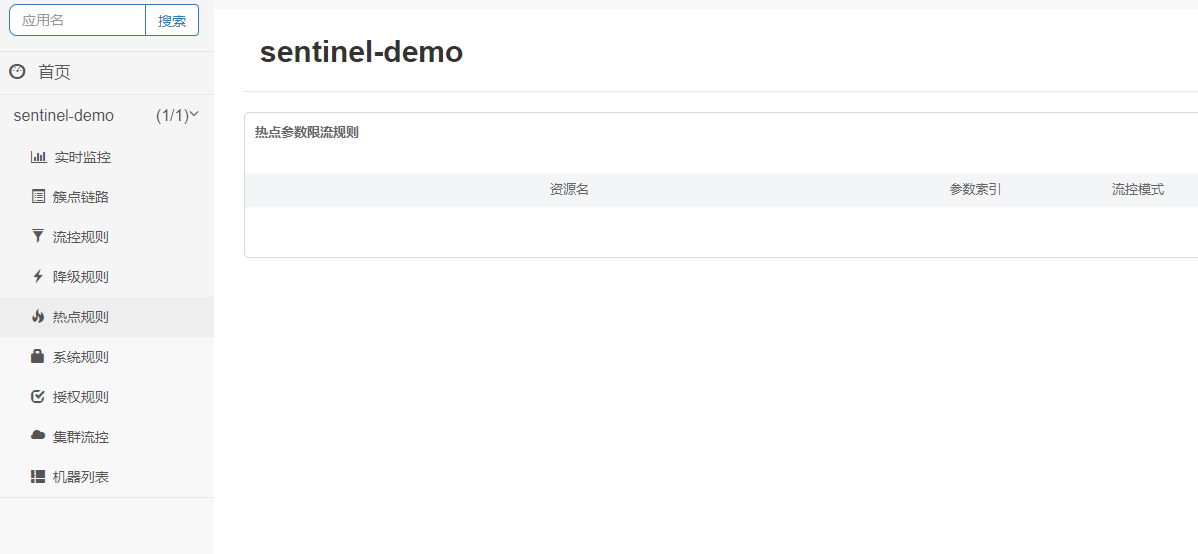 应用名 搜索
首页
sentinel-demo (1/1)
实时监控
簇点链路
流控规则
降级规则
热点规则
系统规则
授权规则
集群流控
机器列表
sentinel-demo
热点参数限流规则
资源名 参数索引 流控模式